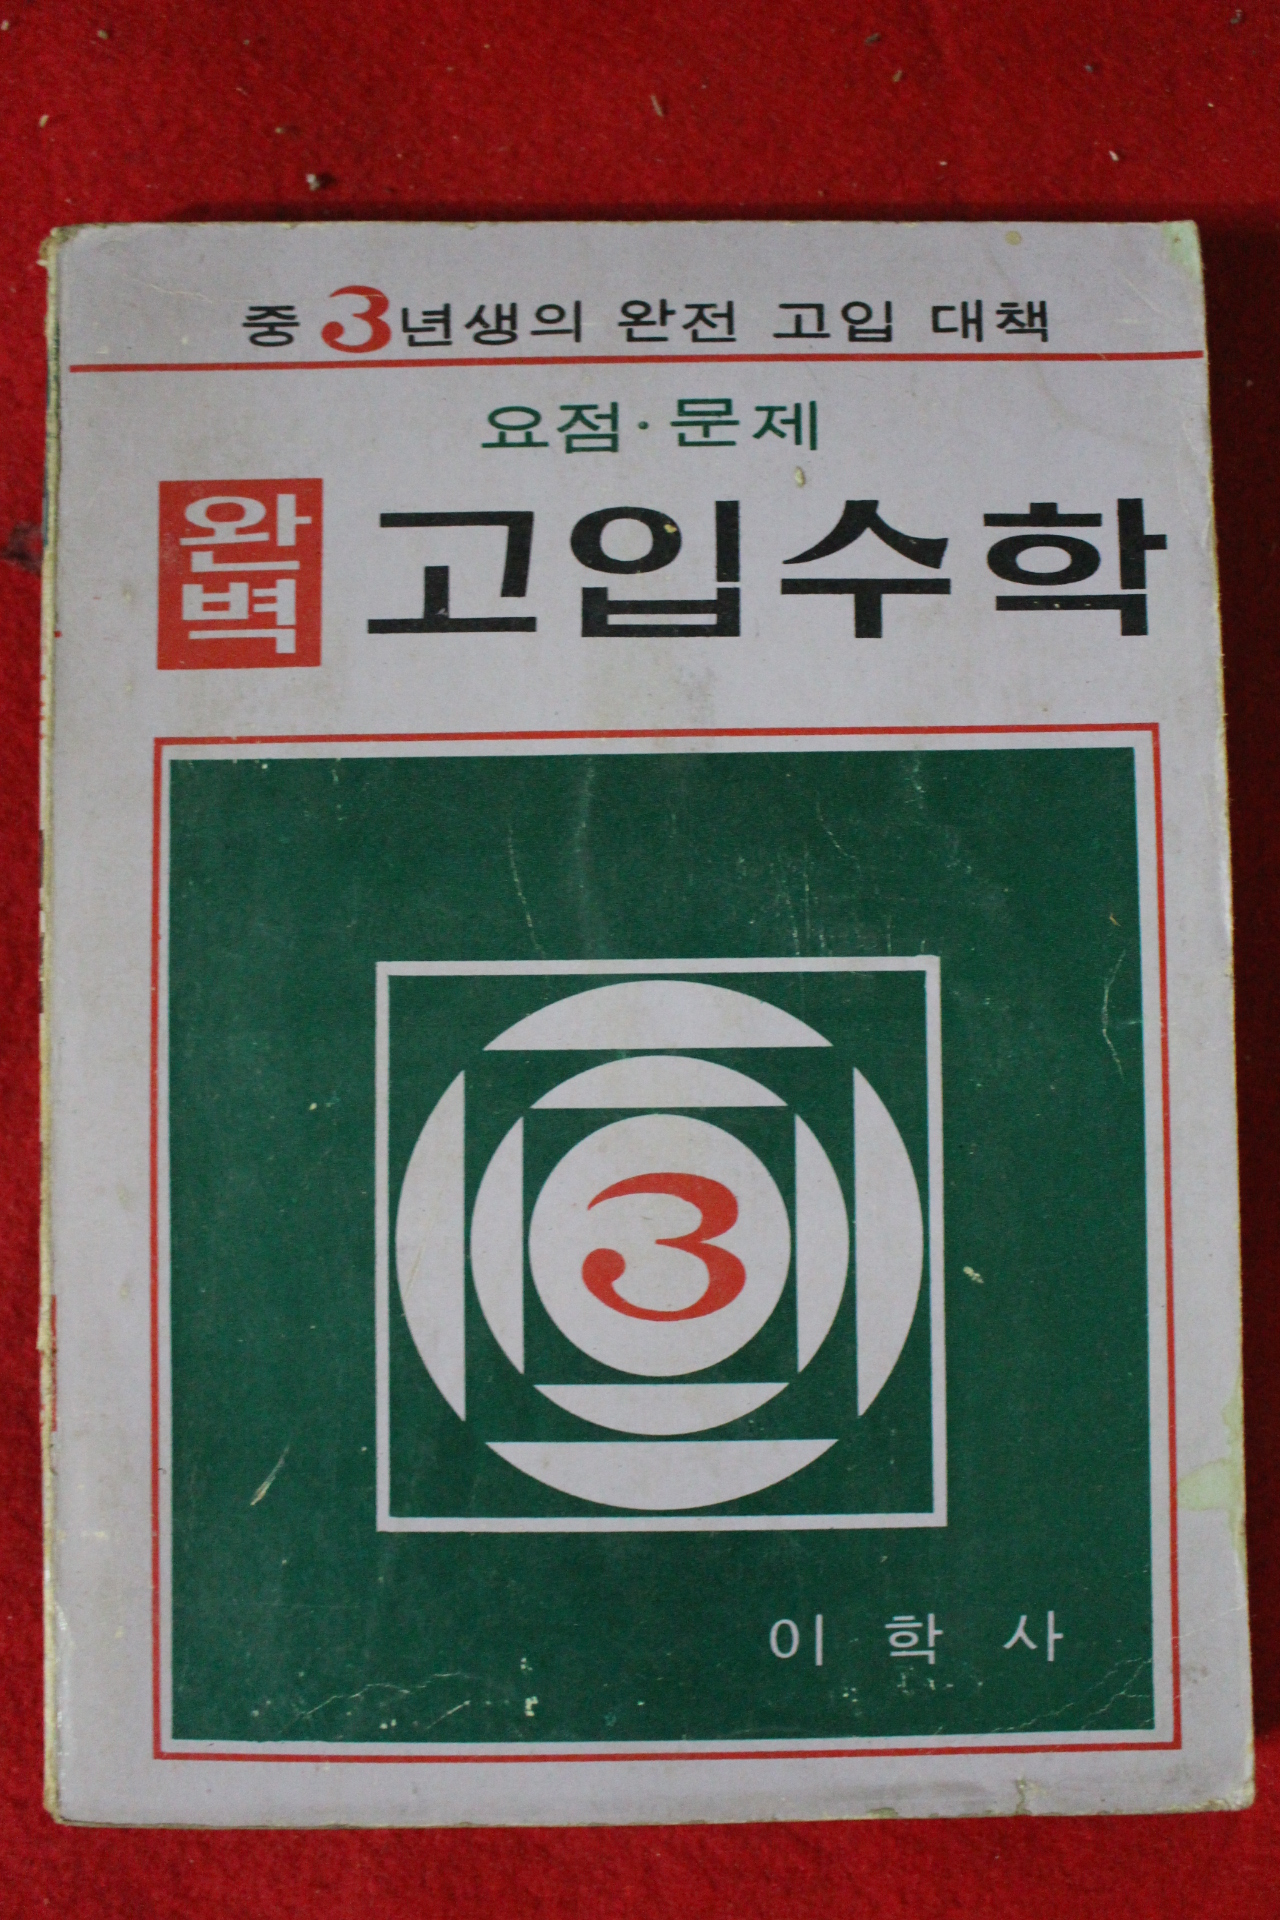 중 3년생의 완전 고입 대책
요점·문제
완벽 고입수학
3
이 학 사